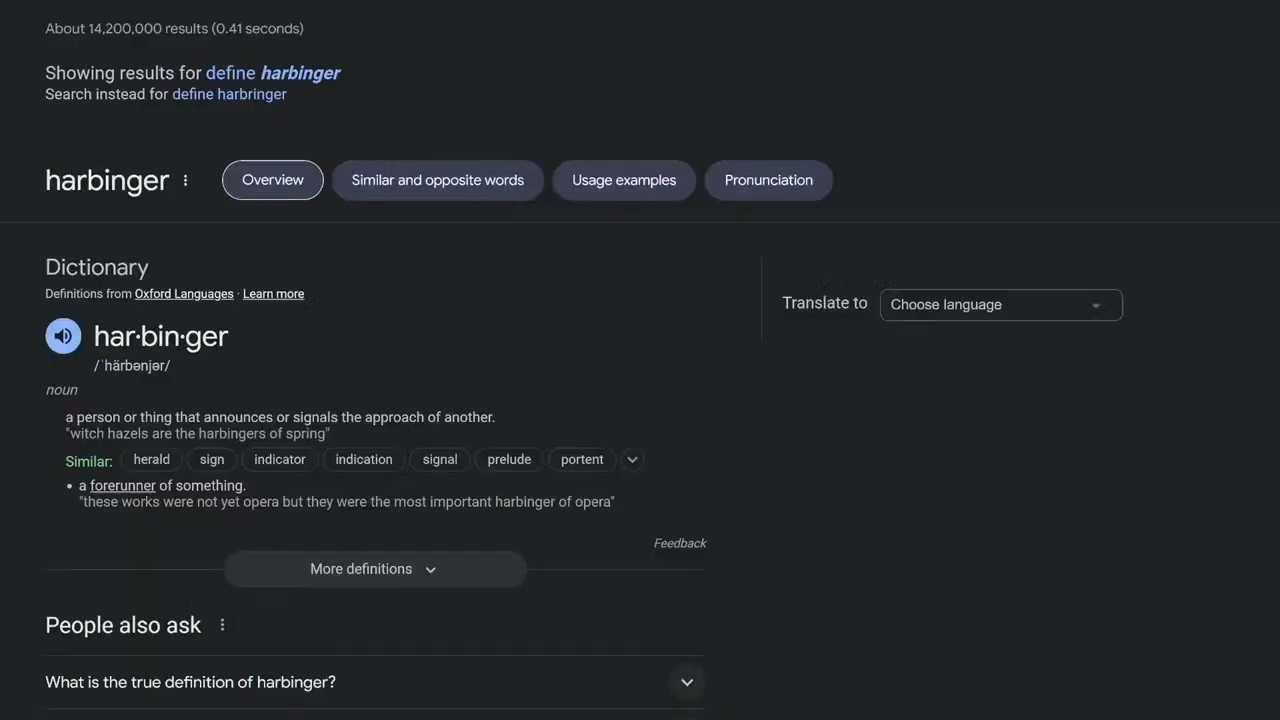 About 14,200,000 results (0.41 seconds)
Showing results for define harbinger
Search instead for define harbringer
harbinger Overview Similar and opposite words Usage examples Pronunciation
Dictionary
Definitions from Oxford Languages · Learn more
Translate to Choose language
har·bin·ger
/ˈhärbənjər/
noun
a person or thing that announces or signals the approach of another.
"witch hazels are the harbingers of spring"
Similar: herald sign indicator indication signal prelude portent
• a forerunner of something.
"these works were not yet opera but they were the most important harbinger of opera"
Feedback
More definitions
People also ask
What is the true definition of harbinger?